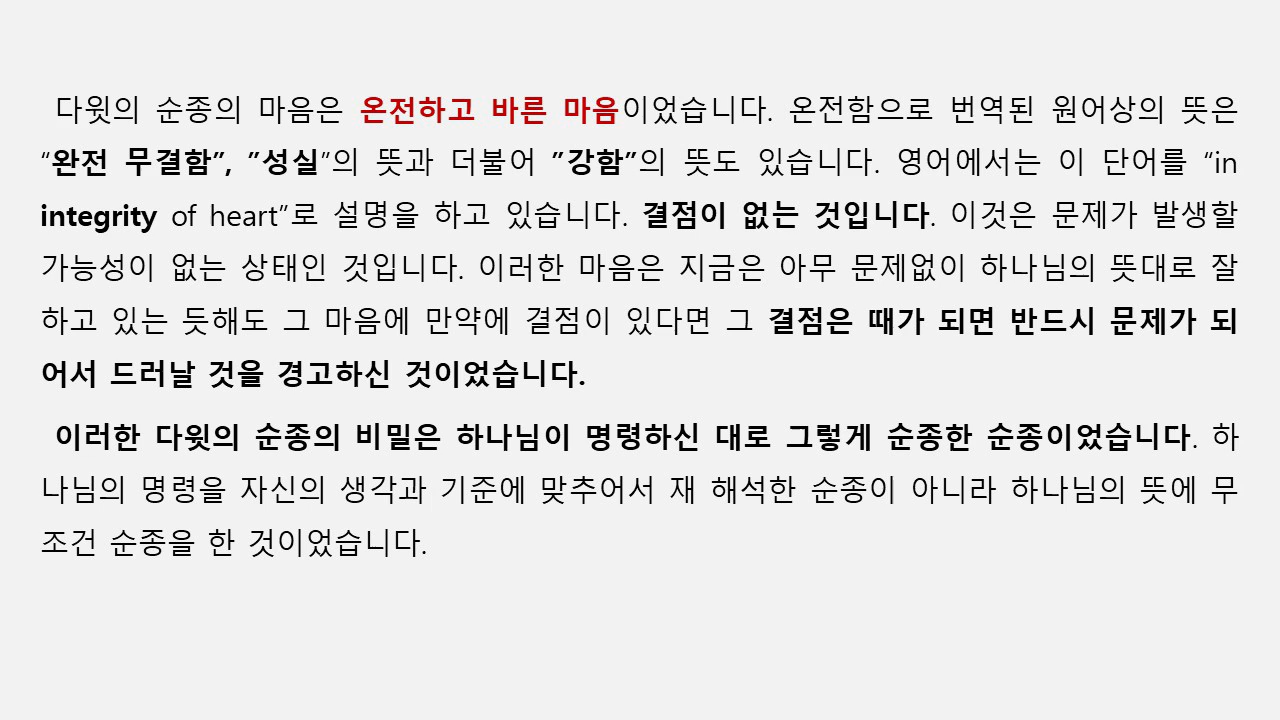 다윗의 순종의 마음은 온전하고 바른 마음이었습니다. 온전함으로 번역된 원어상의 뜻은
“완전 무결함”, ”성실”의 뜻과 더불어 ”강함”의 뜻도 있습니다. 영어에서는 이 단어를 “in
integrity of heart”로 설명을 하고 있습니다. 결점이 없는 것입니다. 이것은 문제가 발생할
가능성이 없는 상태인 것입니다. 이러한 마음은 지금은 아무 문제없이 하나님의 뜻대로 잘
하고 있는 듯해도 그 마음에 만약에 결점이 있다면 그 결점은 때가 되면 반드시 문제가 되
어서 드러날 것을 경고하신 것이었습니다.
이러한 다윗의 순종의 비밀은 하나님이 명령하신 대로 그렇게 순종한 순종이었습니다. 하
나님의 명령을 자신의 생각과 기준에 맞추어서 재 해석한 순종이 아니라 하나님의 뜻에 무
조건 순종을 한 것이었습니다.